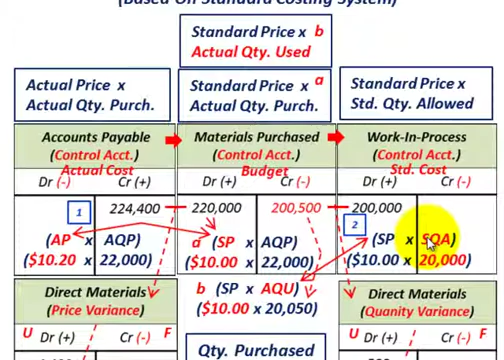 (Based On Standard Costing System)
Standard Price x b
Actual Qty. Used
Actual Price x
Actual Qty. Purch.
Standard Price x a
Actual Qty. Purch.
Standard Price x
Std. Qty. Allowed
Accounts Payable
(Control Acct.)
Actual Cost
Dr (-) Cr (+)
Materials Purchased
(Control Acct.)
Budget
Dr (+) Cr (-)
Work-In-Process
(Control Acct.)
Std. Cost
Dr (+) Cr (-)
1 224,400 220,000 200,500 200,000
2
(AP x AQP) a (SP x AQP) (SP x SQA)
($10.20 x 22,000) ($10.00 x 22,000) ($10.00 x 20,000)
b (SP x AQU)
($10.00 x 20,050)
Direct Materials
(Price Variance)
U Dr (+) Cr (-) F
Direct Materials
(Quanity Variance)
U Dr (+) Cr (-) F
Qty. Purchased